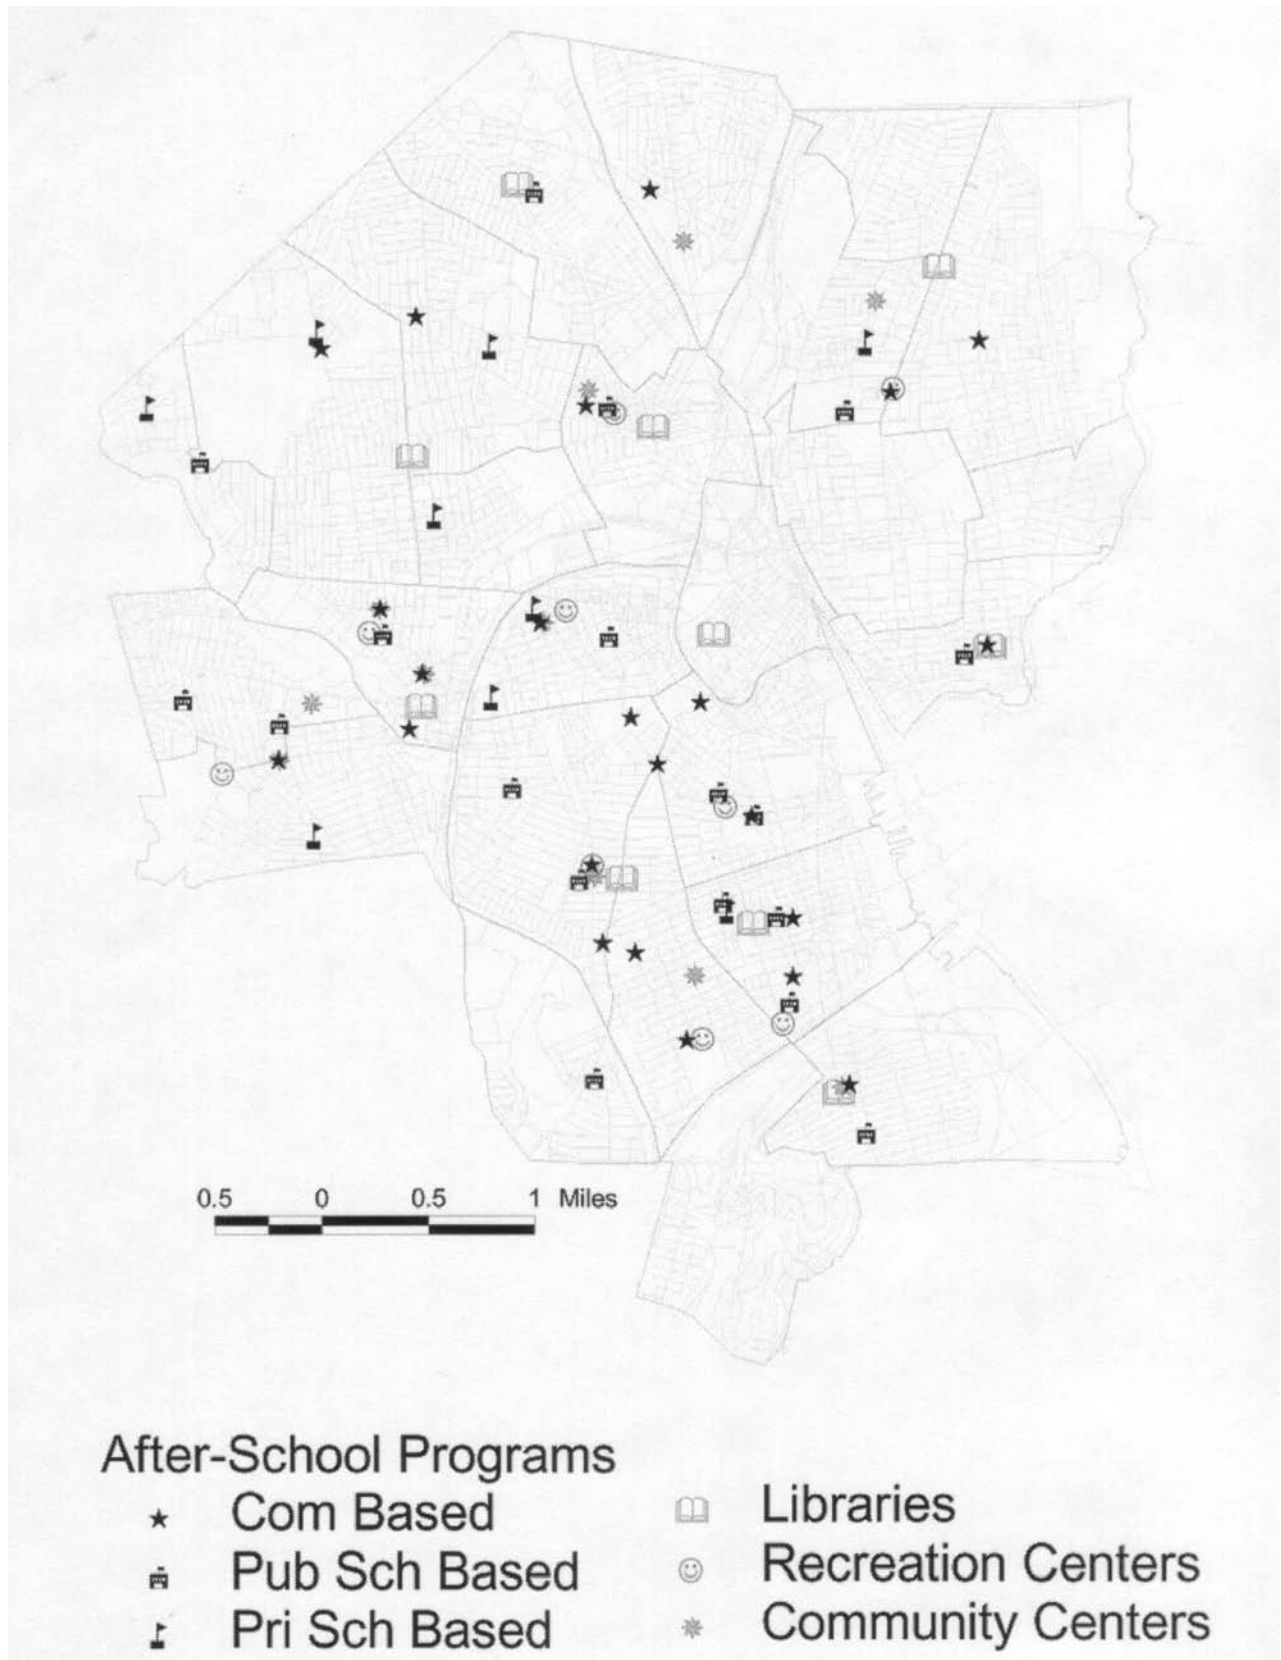 0.5 0 0.5 1 Miles
After-School Programs
Com Based
Pub Sch Based
Pri Sch Based
Libraries
Recreation Centers
Community Centers